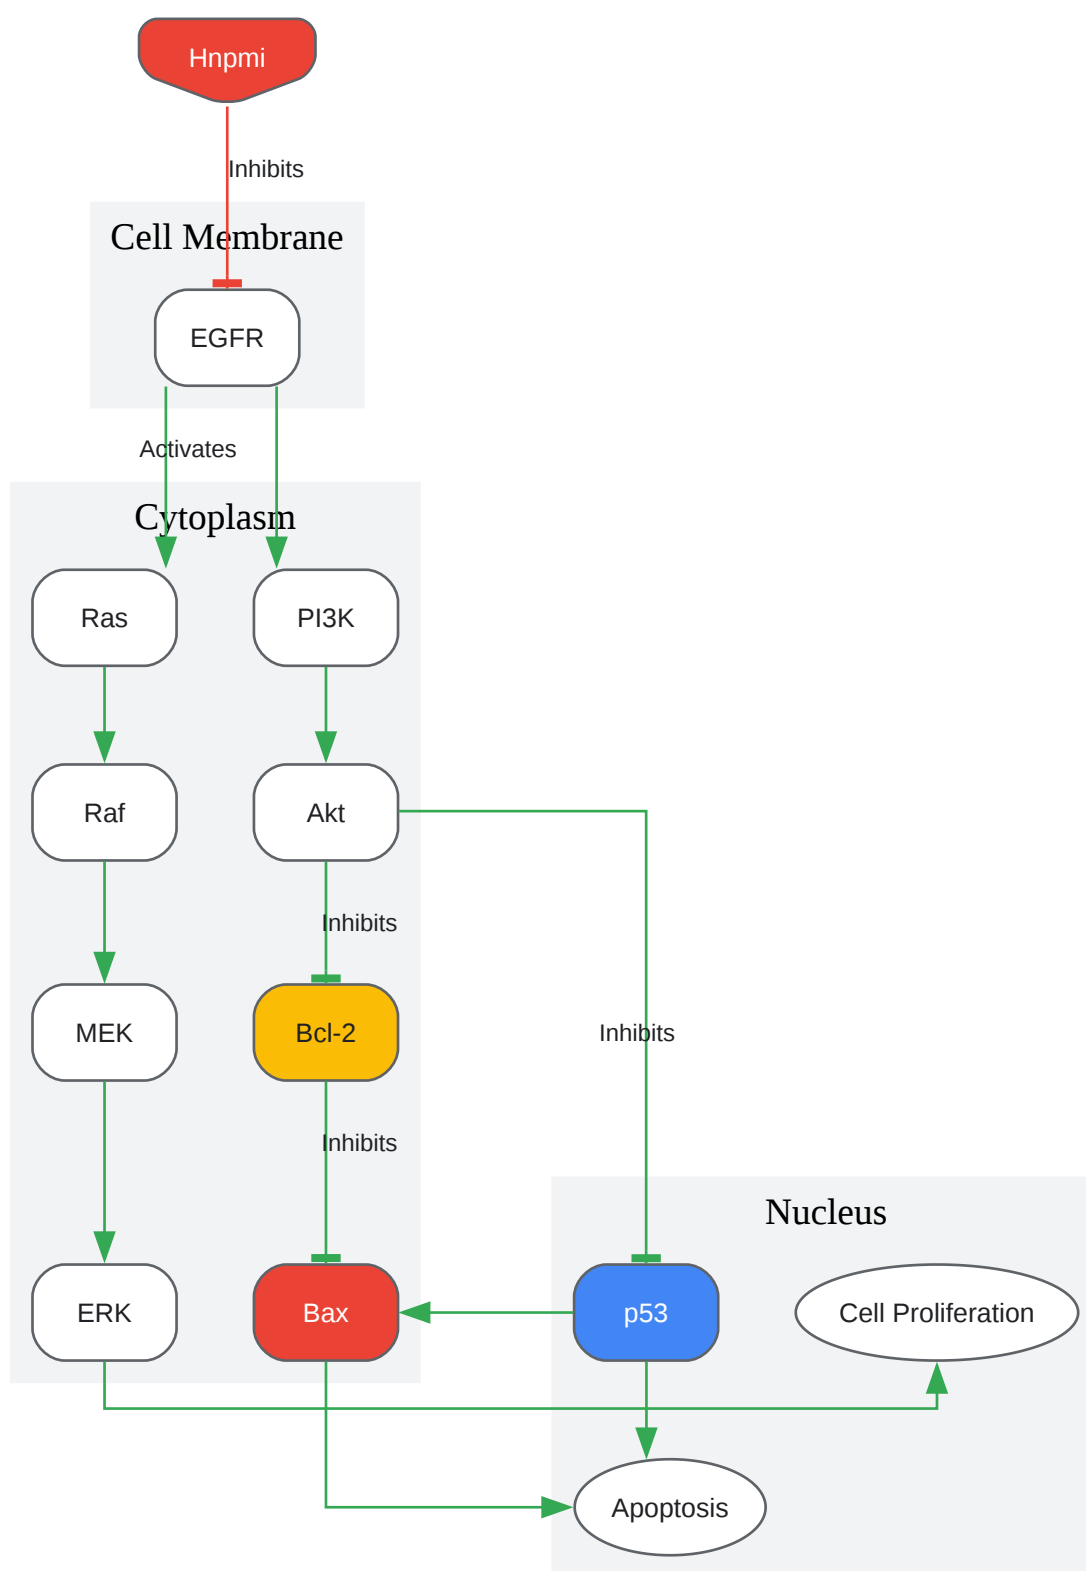 Hnpmi
Inhibits
Cell Membrane
EGFR
Activates
Cytoplasm
Ras
PI3K
Raf
Akt
Inhibits
MEK
Bcl-2
Inhibits
Inhibits
Nucleus
ERK
Bax
p53
Cell Proliferation
Apoptosis